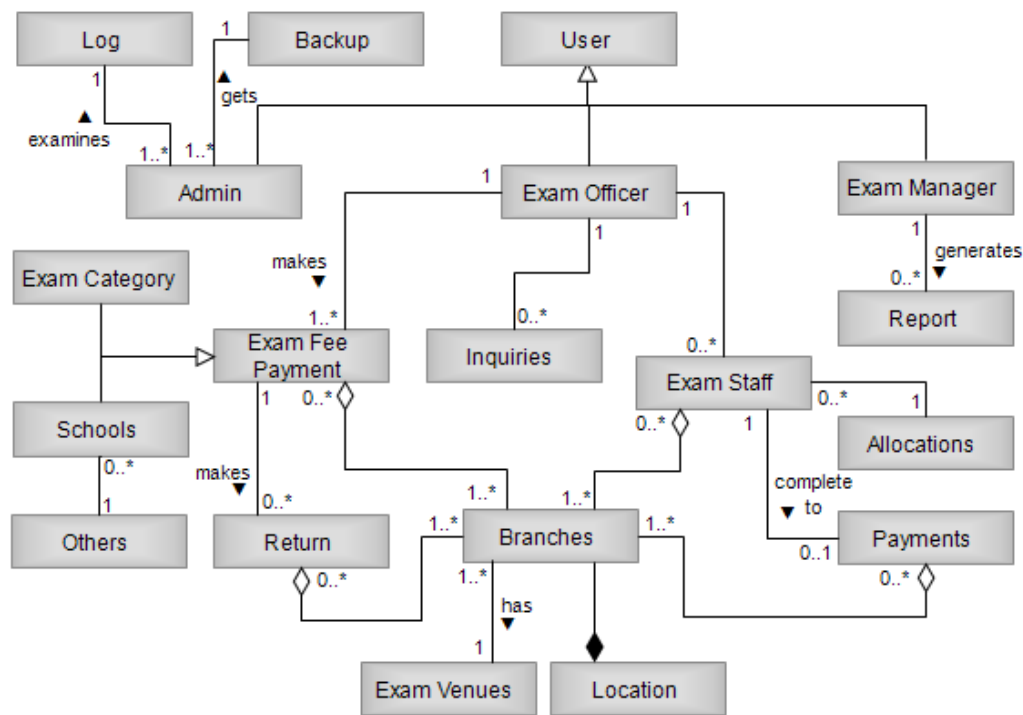 Log
1
Backup
User
1
▲
gets
▲
examines
1..*
1..*
Admin
1
Exam Officer
1
Exam Manager
1
1
generates
▼
0..*
Report
Exam Category
makes
▼
1..*
0..*
Inquiries
0..*
Exam Fee
Payment
Exam Staff
0..*
1
0..*
0..*
1
Schools
1
0..*
Allocations
0..*
1
makes
▼
0..*
complete
▼ to
0..1
Others
Return
0..*
1..*
1..*
1..*
Branches
1..*
1..*
Payments
0..*
has
▼
1
Exam Venues
Location